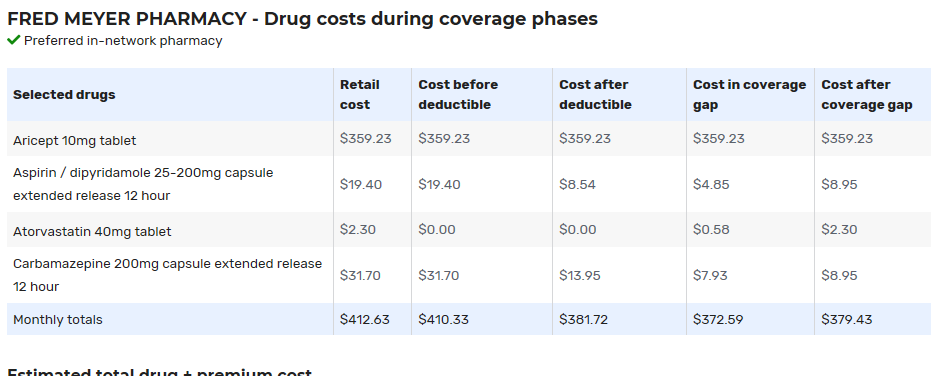 FRED MEYER PHARMACY - Drug costs during coverage phases
Preferred in-network pharmacy
Selected drugs Retail cost Cost before deductible Cost after deductible Cost in coverage gap Cost after coverage gap
Aricept 10mg tablet $359.23 $359.23 $359.23 $359.23 $359.23
Aspirin / dipyridamole 25-200mg capsule extended release 12 hour $19.40 $19.40 $8.54 $4.85 $8.95
Atorvastatin 40mg tablet $2.30 $0.00 $0.00 $0.58 $2.30
Carbamazepine 200mg capsule extended release 12 hour $31.70 $31.70 $13.95 $7.93 $8.95
Monthly totals $412.63 $410.33 $381.72 $372.59 $379.43
Estimated total drug + premium cost